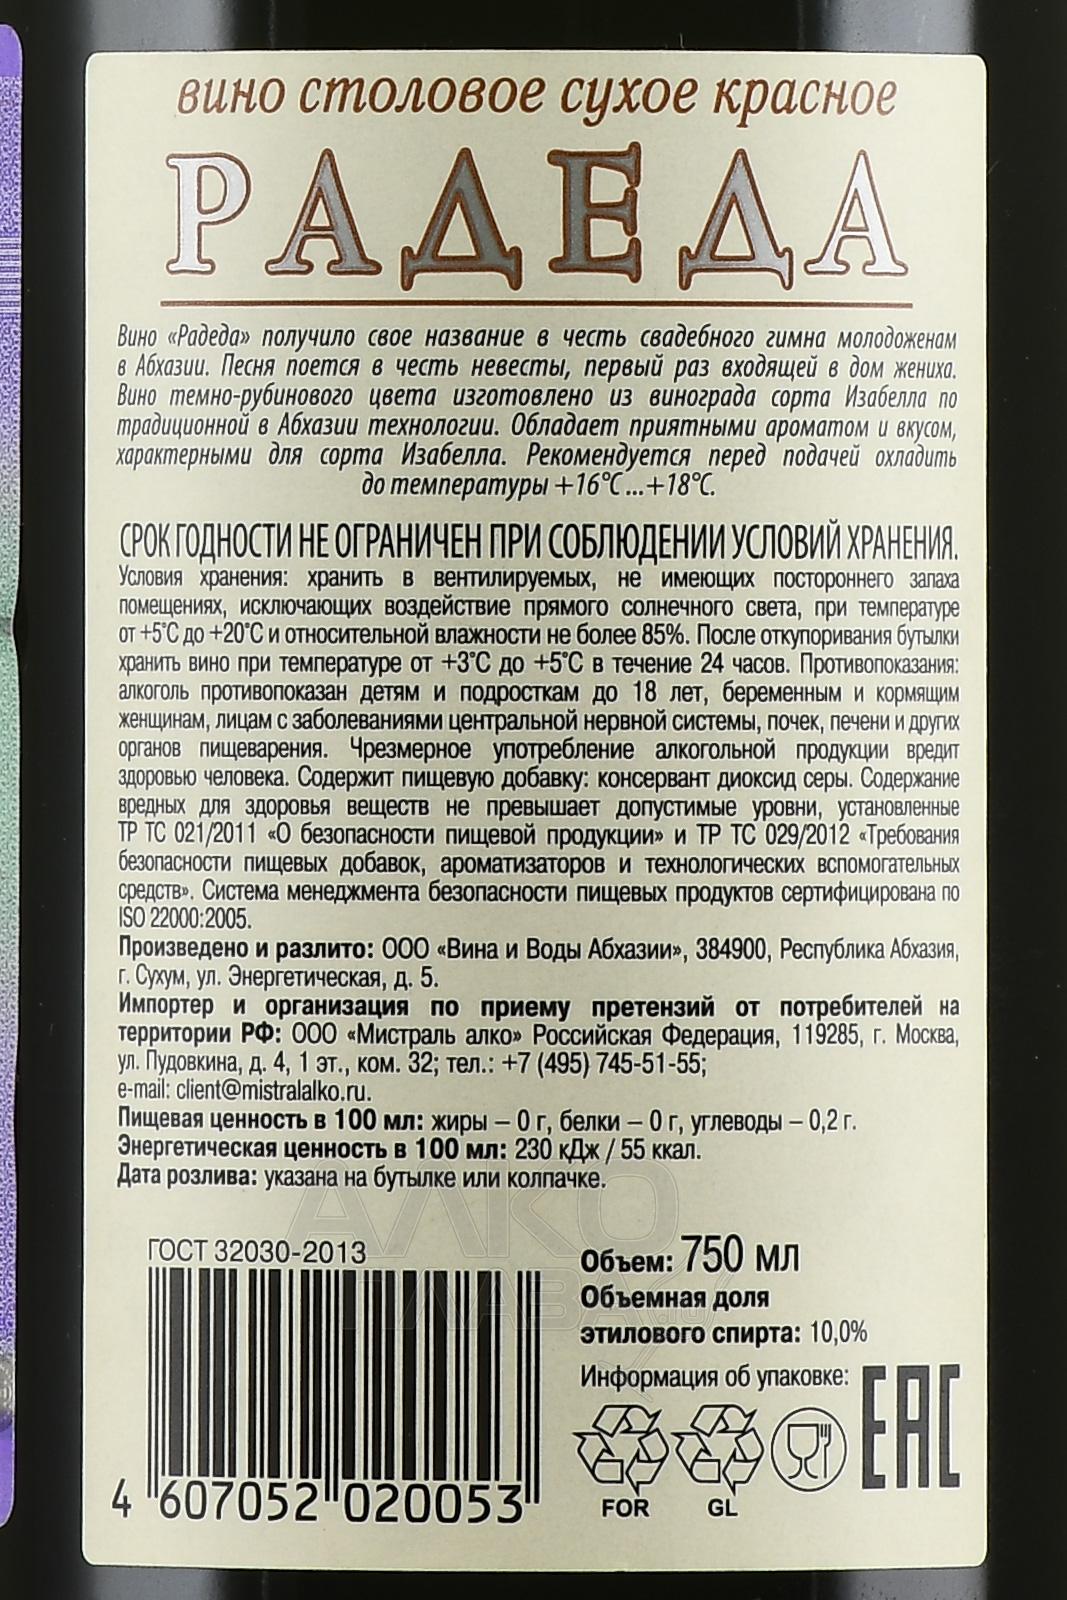 вино столовое сухое красное
РАДЕДА
Вино «Радеда» получило свое название в честь свадебного гимна молодоженам
в Абхазии. Песня поется в честь невесты, первый раз входящей в дом жениха.
Вино темно-рубинового цвета изготовлено из винограда сорта Изабелла по
традиционной в Абхазии технологии. Обладает приятными ароматом и вкусом,
характерными для сорта Изабелла. Рекомендуется перед подачей охладить
до температуры +16°С...+18°С.
СРОК ГОДНОСТИ НЕ ОГРАНИЧЕН ПРИ СОБЛЮДЕНИИ УСЛОВИЙ ХРАНЕНИЯ.
Условия хранения: хранить в вентилируемых, не имеющих постороннего запаха
помещениях, исключающих воздействие прямого солнечного света, при температуре
от +5°С до +20°С и относительной влажности не более 85%. После откупоривания бутылки
хранить вино при температуре от +3°С до +5°С в течение 24 часов. Противопоказания:
алкоголь противопоказан детям и подросткам до 18 лет, беременным и кормящим
женщинам, лицам с заболеваниями центральной нервной системы, почек, печени и других
органов пищеварения. Чрезмерное употребление алкогольной продукции вредит
здоровью человека. Содержит пищевую добавку: консервант диоксид серы. Содержание
вредных для здоровья веществ не превышает допустимые уровни, установленные
ТР ТС 021/2011 «О безопасности пищевой продукции» и ТР ТС 029/2012 «Требования
безопасности пищевых добавок, ароматизаторов и технологических вспомогательных
средств». Система менеджмента безопасности пищевых продуктов сертифицирована по
ISO 22000:2005.
Произведено и разлито: ООО «Вина и Воды Абхазии», 384900, Республика Абхазия,
г. Сухум, ул. Энергетическая, д. 5.
Импортер и организация по приему претензий от потребителей на
территории РФ: ООО «Мистраль алко» Российская Федерация, 119285, г. Москва,
ул. Пудовкина, д. 4, 1 эт., ком. 32; тел.: +7 (495) 745-51-55;
e-mail: client@mistralalko.ru.
Пищевая ценность в 100 мл: жиры – 0 г, белки – 0 г, углеводы – 0,2 г.
Энергетическая ценность в 100 мл: 230 кДж / 55 ккал.
Дата розлива: указана на бутылке или колпачке.
АЛКО
ПЛАВА.ru
ГОСТ 32030-2013
4 607052 020053
Объем: 750 мл
Объемная доля
этилового спирта: 10,0%
Информация об упаковке:
FOR GL
ЕАС